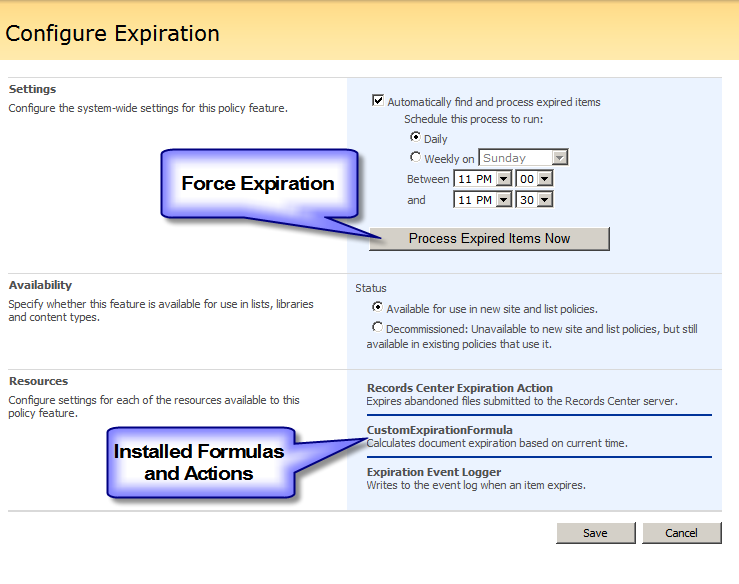 Configure Expiration
Settings
Configure the system-wide settings for this policy feature.
Automatically find and process expired items
Schedule this process to run:
Daily
Weekly on Sunday
Between 11 PM 00
and 11 PM 30
Force Expiration
Process Expired Items Now
Availability
Specify whether this feature is available for use in lists, libraries
and content types.
Status
Available for use in new site and list policies.
Decommissioned: Unavailable to new site and list policies, but still
available in existing policies that use it.
Resources
Configure settings for each of the resources available to this
policy feature.
Records Center Expiration Action
Expires abandoned files submitted to the Records Center server.
CustomExpirationFormula
Calculates document expiration based on current time.
Installed Formulas
and Actions
Expiration Event Logger
Writes to the event log when an item expires.
Save Cancel